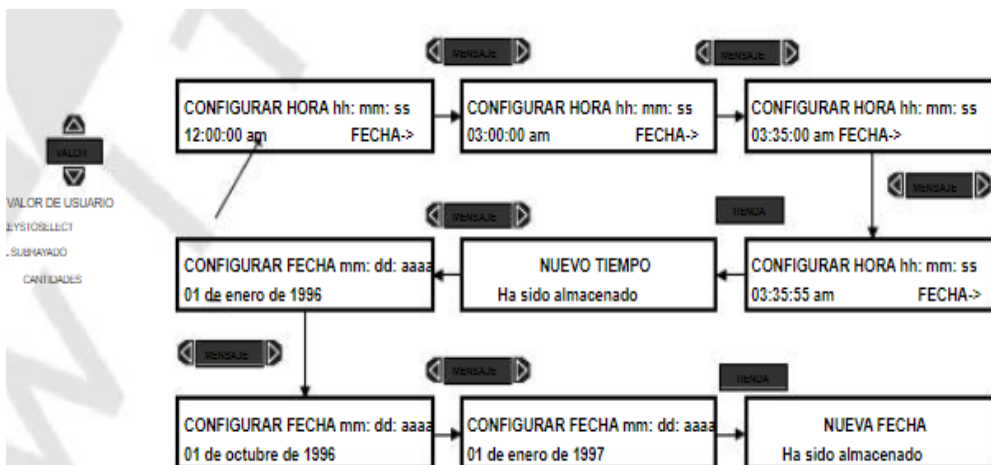 MENSAJE
MENSAJE
CONFIGURAR HORA hh: mm: ss
12:00:00 am FECHA->
CONFIGURAR HORA hh: mm: ss
03:00:00 am FECHA->
CONFIGURAR HORA hh: mm: ss
03:35:00 am FECHA->
VALOR
VALOR DE USUARIO
EYSTOSELECT
SUBRAYADO
CANTIDADES
MENSAJE
MENSAJE
TIENDA
CONFIGURAR FECHA mm: dd: aaaa
01 de enero de 1996
NUEVO TIEMPO
Ha sido almacenado
CONFIGURAR HORA hh: mm: ss
03:35:55 am FECHA->
MENSAJE
MENSAJE
TIENDA
CONFIGURAR FECHA mm: dd: aaaa
01 de octubre de 1996
CONFIGURAR FECHA mm: dd: aaaa
01 de enero de 1997
NUEVA FECHA
Ha sido almacenado